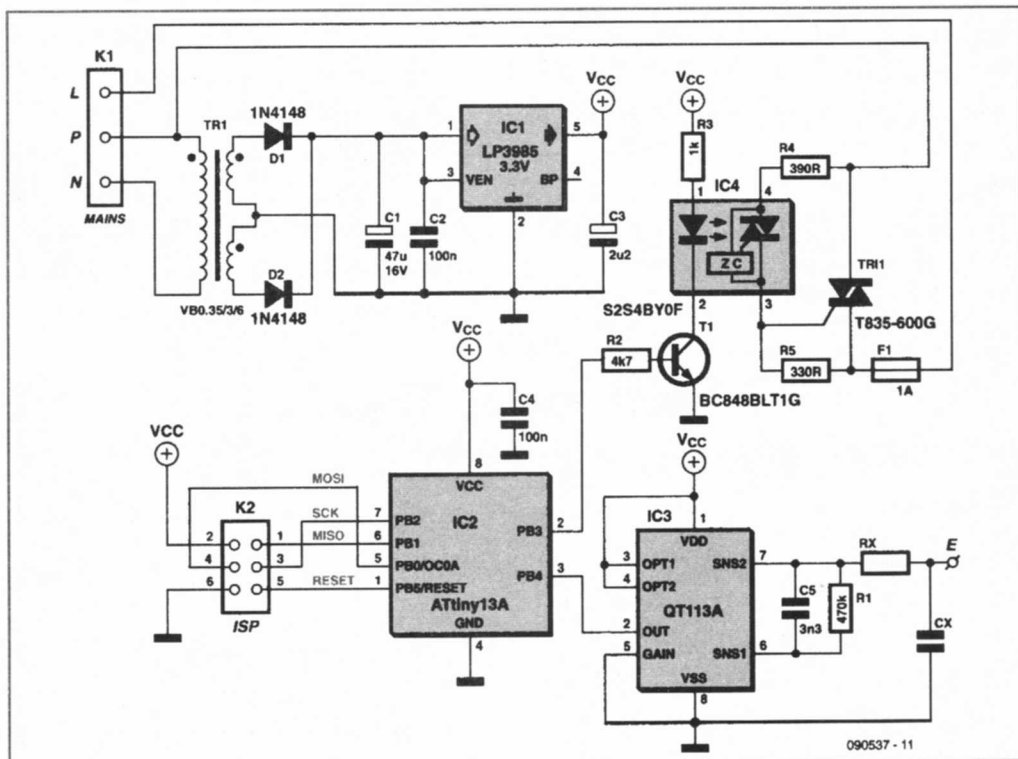 K1
L
P
N
MAINS
TR1
VB0.35/3/6
1N4148
D1
D2
1N4148
C1
47u
16V
C2
100n
1
IC1
LP3985
3.3V
5
3
VEN
BP
4
2
VCC
C3
2u2
VCC
R3
1k
IC4
1
4
ZC
2
3
S2S4BY0F
R4
390R
TRI1
T835-600G
R5
330R
F1
1A
R2
4k7
T1
BC848BLT1G
VCC
C4
100n
VCC
K2
2
1
4
3
6
5
ISP
MOSI
SCK
MISO
RESET
8
VCC
IC2
7
PB2
6
PB1
5
PB0/OC0A
1
PB5/RESET
PB3
2
PB4
3
ATtiny13A
GND
4
VCC
IC3
1
VDD
3
OPT1
4
OPT2
SNS2
7
QT113A
2
OUT
5
GAIN
SNS1
6
VSS
8
C5
3n3
R1
470k
RX
E
CX
090537 - 11